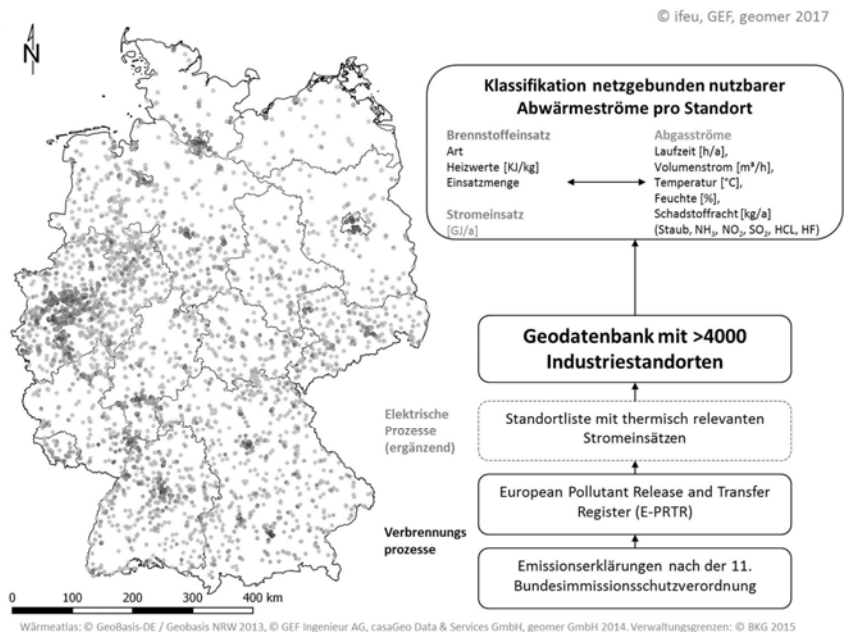 © ifeu, GEF, geomer 2017
N
Klassifikation netzgebunden nutzbarer
Abwärmeströme pro Standort
Brennstoffeinsatz
Art
Heizwerte [KJ/kg]
Einsatzmenge
Stromeinsatz
[GJ/a]
Abgasströme
Laufzeit [h/a],
Volumenstrom [m³/h],
Temperatur [°C],
Feuchte [%],
Schadstofffracht [kg/a]
(Staub, NH₃, NO₂, SO₂, HCL, HF)
Geodatenbank mit >4000
Industriestandorten
Elektrische
Prozesse
(ergänzend)
Standortliste mit thermisch relevanten
Stromeinsätzen
European Pollutant Release and Transfer
Register (E-PRTR)
Verbrennungs
prozesse
Emissionserklärungen nach der 11.
Bundesimmissionsschutzverordnung
0 100 200 300 400 km
Wärmeatlas: © GeoBasis-DE / Geobasis NRW 2013, © GEF Ingenieur AG, casaGeo Data & Services GmbH, geomer GmbH 2014. Verwaltungsgrenzen: © BKG 2015